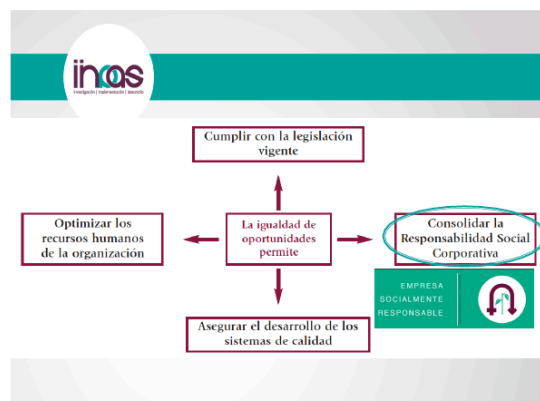 inoas
Investigación | Implementación | desarrollo
Cumplir con la legislación
vigente
Optimizar los
recursos humanos
de la organización
La igualdad de
oportunidades
permite
Consolidar la
Responsabilidad Social
Corporativa
EMPRESA
SOCIALMENTE
RESPONSABLE
Asegurar el desarrollo de los
sistemas de calidad